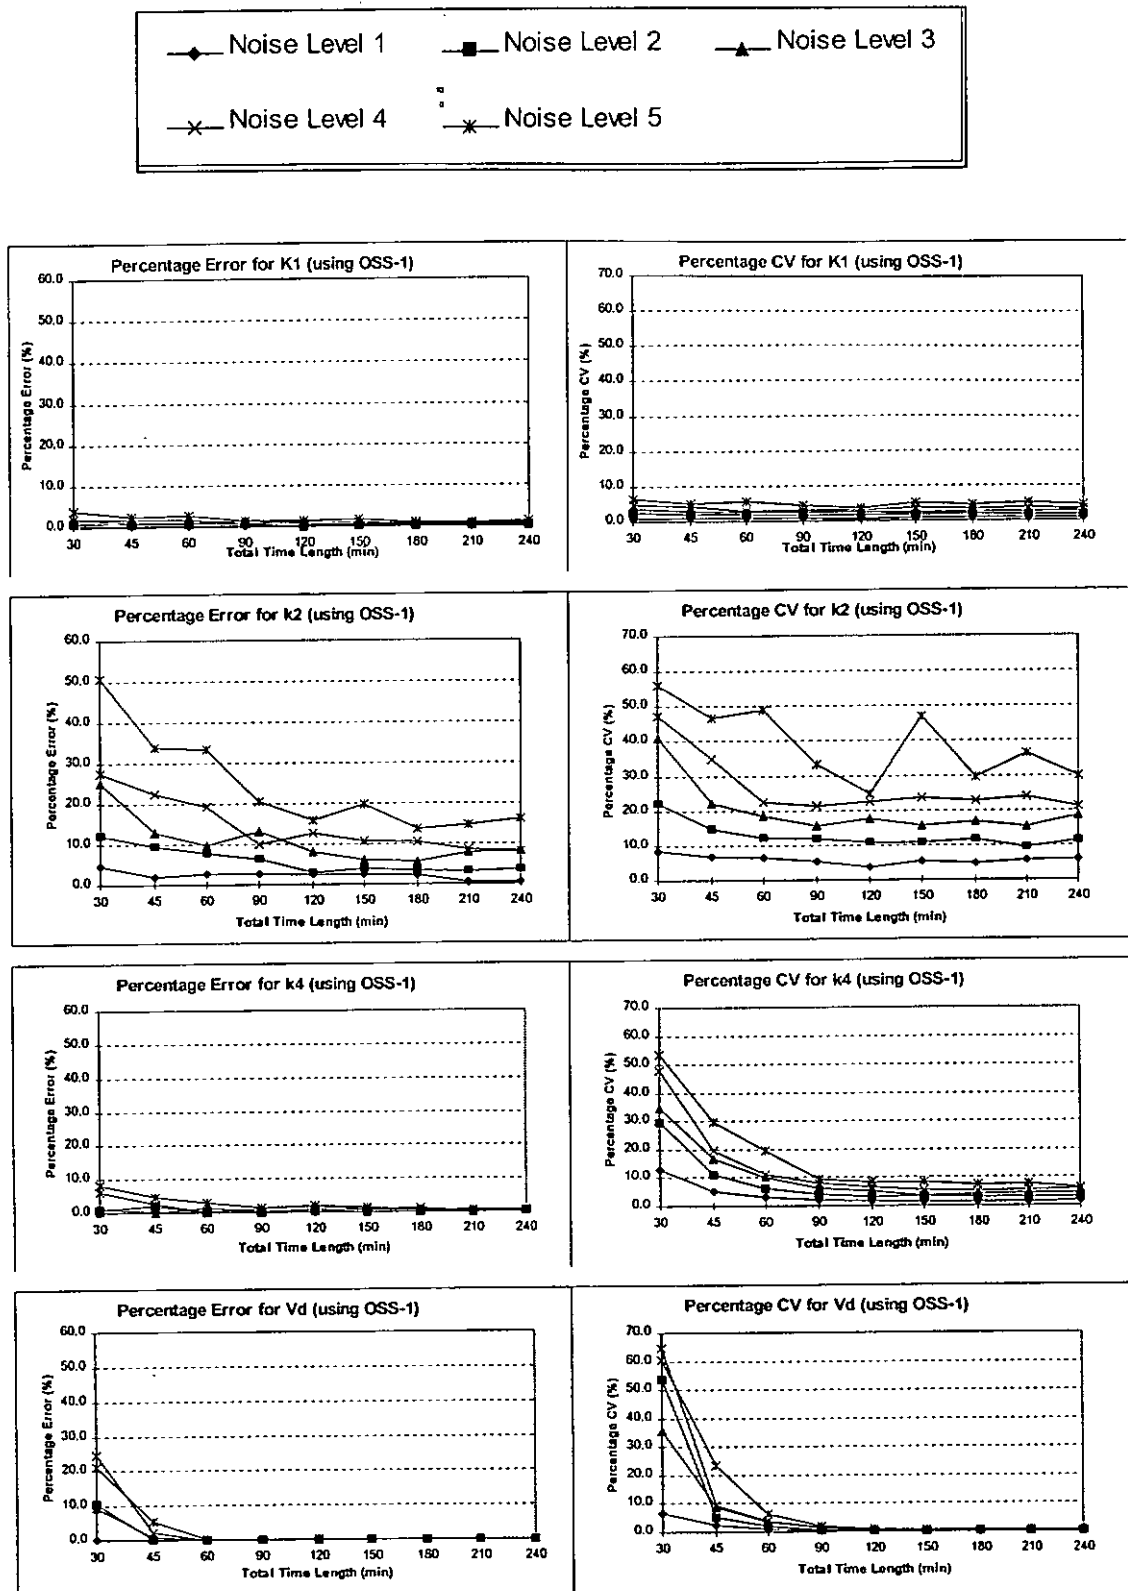 Noise Level 1 Noise Level 2 Noise Level 3
Noise Level 4 Noise Level 5
Percentage Error for K1 (using OSS-1)
60.0
50.0
40.0
30.0
20.0
10.0
0.0
Percentage Error (%)
30 45 60 90 120 150 180 210 240
Total Time Length (min)
Percentage CV for K1 (using OSS-1)
70.0
60.0
50.0
40.0
30.0
20.0
10.0
0.0
Percentage CV (%)
30 45 60 90 120 150 180 210 240
Total Time Length (min)
Percentage Error for k2 (using OSS-1)
60.0
50.0
40.0
30.0
20.0
10.0
0.0
Percentage Error (%)
30 45 60 90 120 150 180 210 240
Total Time Length (min)
Percentage CV for k2 (using OSS-1)
70.0
60.0
50.0
40.0
30.0
20.0
10.0
0.0
Percentage CV (%)
30 45 60 90 120 150 180 210 240
Total Time Length (min)
Percentage Error for k4 (using OSS-1)
60.0
50.0
40.0
30.0
20.0
10.0
0.0
Percentage Error (%)
30 45 60 90 120 150 180 210 240
Total Time Length (min)
Percentage CV for k4 (using OSS-1)
70.0
60.0
50.0
40.0
30.0
20.0
10.0
0.0
Percentage CV (%)
30 45 60 90 120 150 180 210 240
Total Time Length (min)
Percentage Error for Vd (using OSS-1)
60.0
50.0
40.0
30.0
20.0
10.0
0.0
Percentage Error (%)
30 45 60 90 120 150 180 210 240
Total Time Length (min)
Percentage CV for Vd (using OSS-1)
70.0
60.0
50.0
40.0
30.0
20.0
10.0
0.0
Percentage CV (%)
30 45 60 90 120 150 180 210 240
Total Time Length (min)